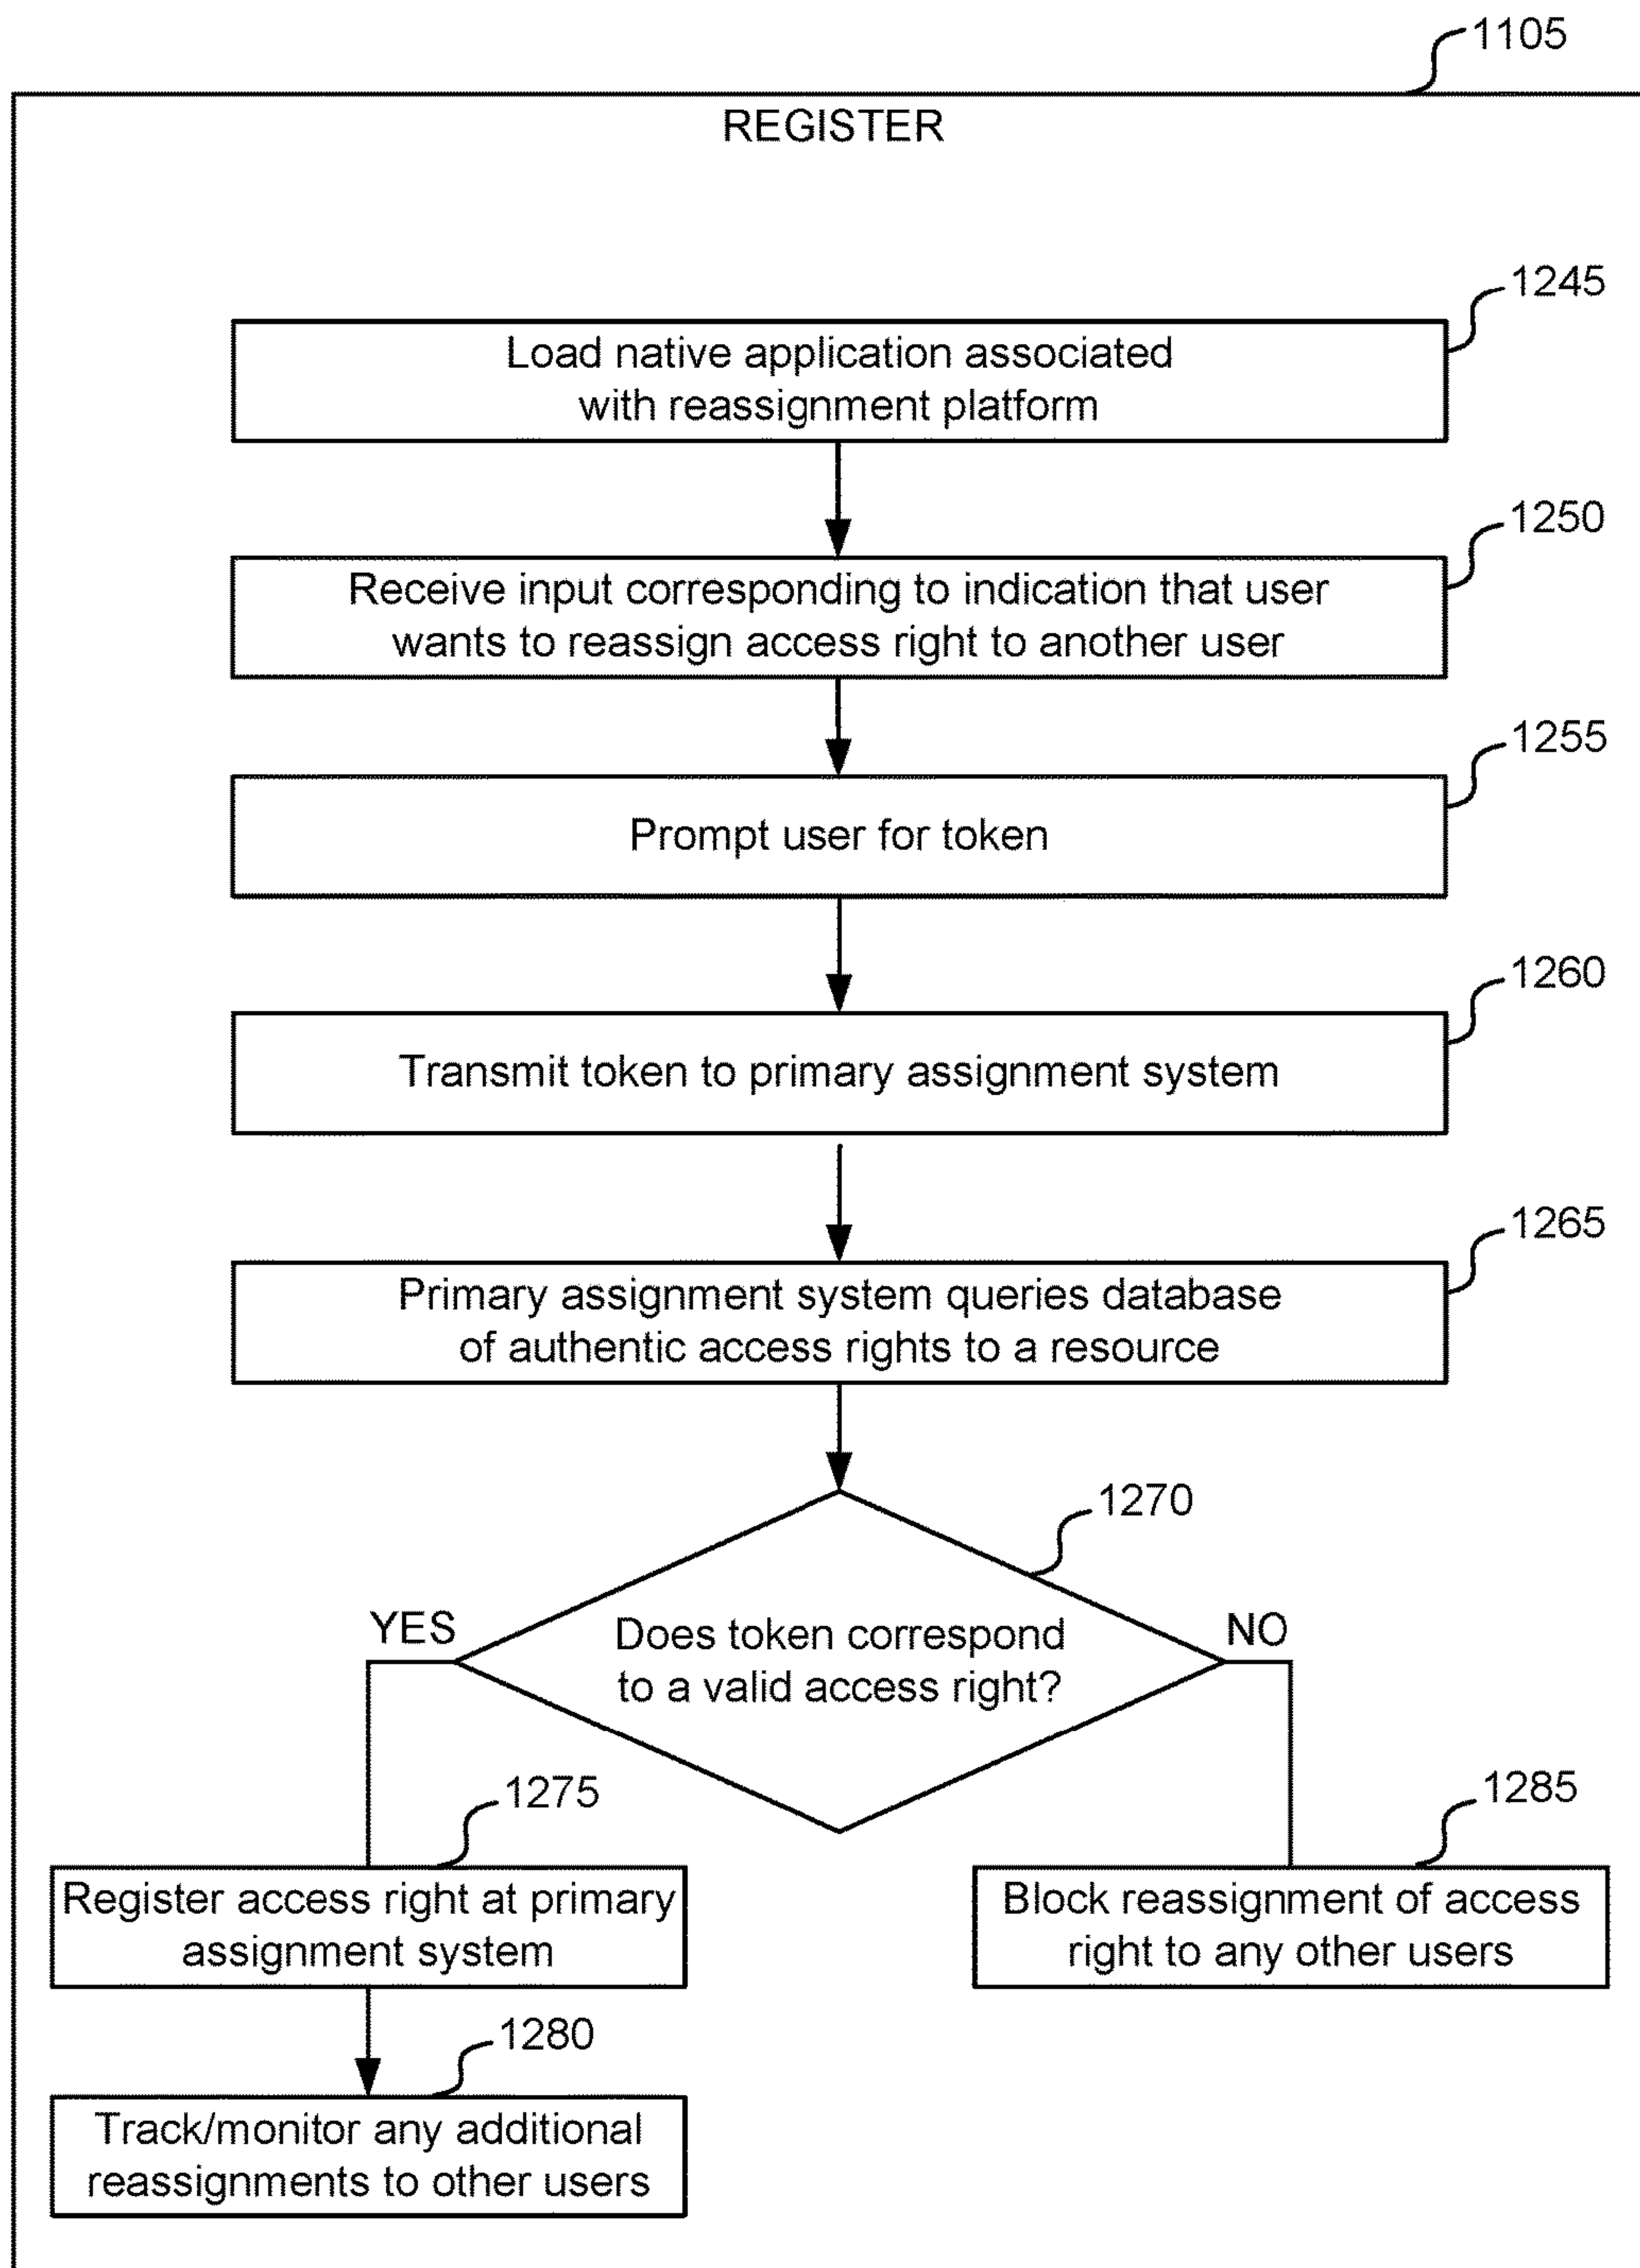 1105
REGISTER
1245
Load native application associated
with reassignment platform
1250
Receive input corresponding to indication that user
wants to reassign access right to another user
1255
Prompt user for token
1260
Transmit token to primary assignment system
1265
Primary assignment system queries database
of authentic access rights to a resource
1270
Does token correspond
to a valid access right?
YES
NO
1275
Register access right at primary
assignment system
1285
Block reassignment of access
right to any other users
1280
Track/monitor any additional
reassignments to other users